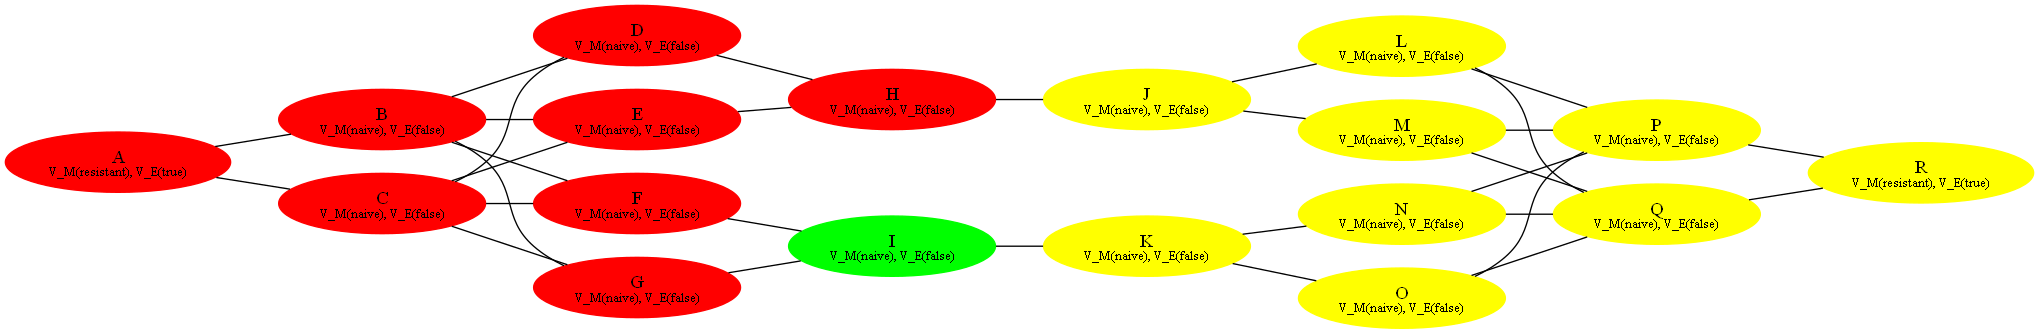 A
V_M(resistant), V_E(true)
B
V_M(naive), V_E(false)
C
V_M(naive), V_E(false)
D
V_M(naive), V_E(false)
E
V_M(naive), V_E(false)
F
V_M(naive), V_E(false)
G
V_M(naive), V_E(false)
H
V_M(naive), V_E(false)
I
V_M(naive), V_E(false)
J
V_M(naive), V_E(false)
K
V_M(naive), V_E(false)
L
V_M(naive), V_E(false)
M
V_M(naive), V_E(false)
N
V_M(naive), V_E(false)
O
V_M(naive), V_E(false)
P
V_M(naive), V_E(false)
Q
V_M(naive), V_E(false)
R
V_M(resistant), V_E(true)